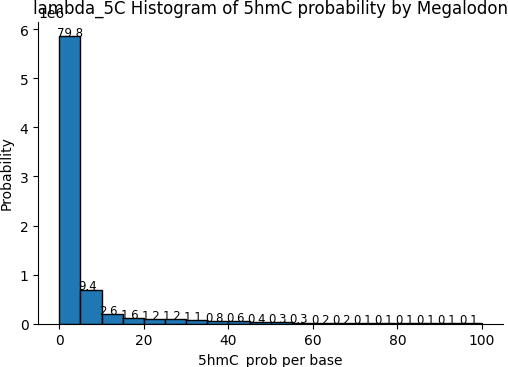 lambda_5C Histogram of 5hmC probability by Megalodon
1e6
6
5
4
3
2
1
0
Probability
79.8
9.4
2.6 1.6 1.2 1.2 1.1 0.8 0.6 0.4 0.3 0.3 0.2 0.2 0.1 0.1 0.1 0.1 0.1 0.1
0 20 40 60 80 100
5hmC prob per base